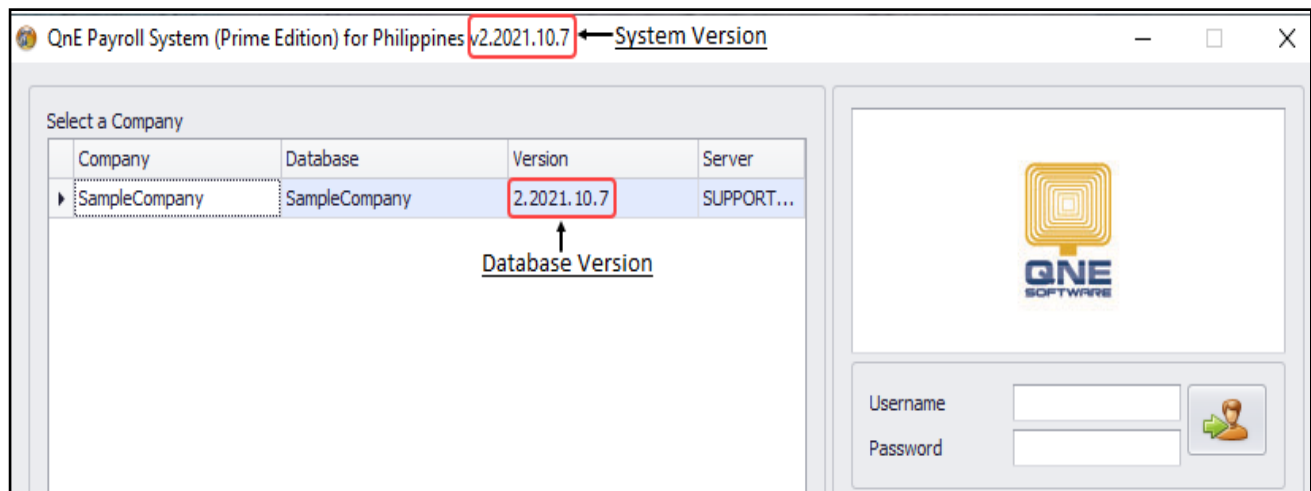 QnE Payroll System (Prime Edition) for Philippines v2.2021.10.7 System Version
Select a Company
Company Database Version Server
SampleCompany SampleCompany 2.2021.10.7 SUPPORT...
Database Version
QNE
SOFTWARE
Username
Password